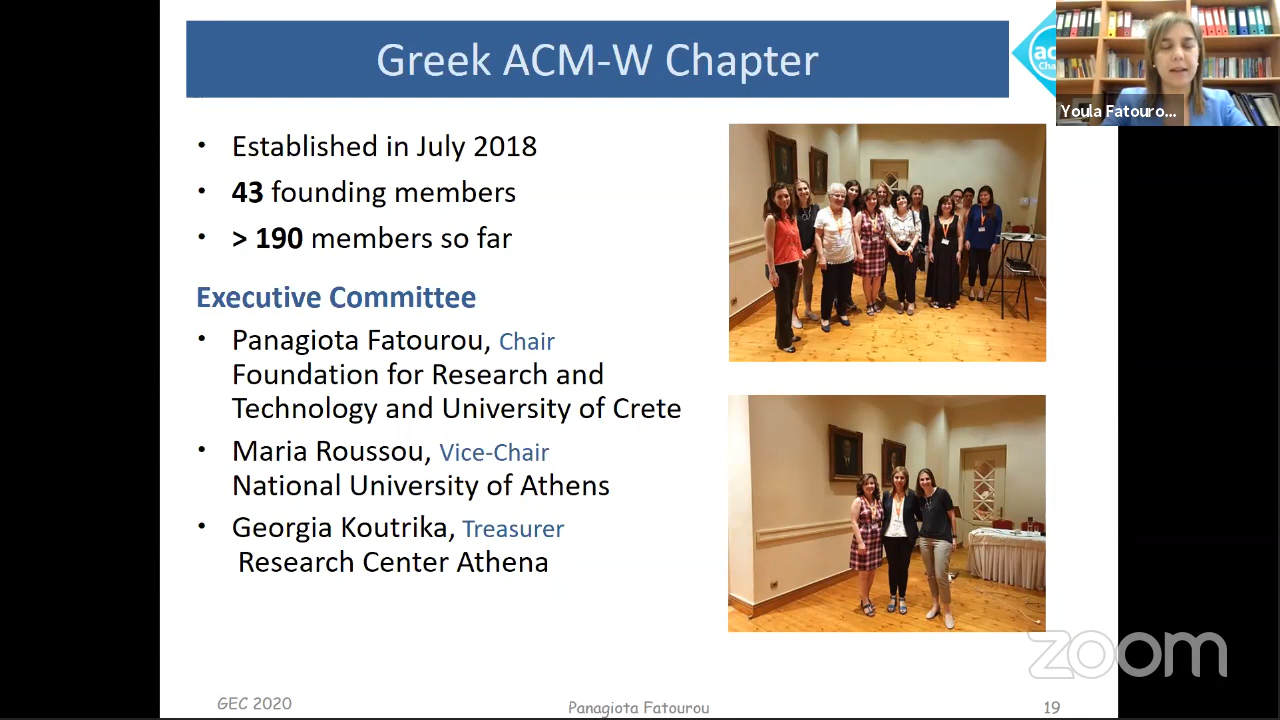 Greek ACM-W Chapter
Youla Fatouro...
• Established in July 2018
• 43 founding members
• > 190 members so far
Executive Committee
• Panagiota Fatourou, Chair
Foundation for Research and
Technology and University of Crete
• Maria Roussou, Vice-Chair
National University of Athens
• Georgia Koutrika, Treasurer
Research Center Athena
zoom
GEC 2020
Panagiota Fatourou
19